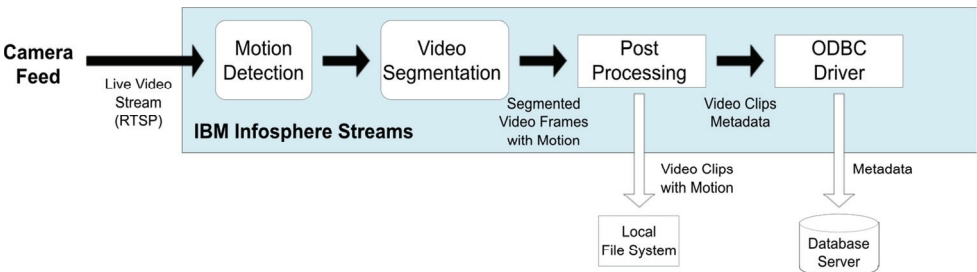 Camera
Feed
Live Video
Stream
(RTSP)
Motion
Detection
Video
Segmentation
Segmented
Video Frames
with Motion
Post
Processing
Video Clips
Metadata
ODBC
Driver
IBM Infosphere Streams
Video Clips
with Motion
Metadata
Local
File System
Database
Server